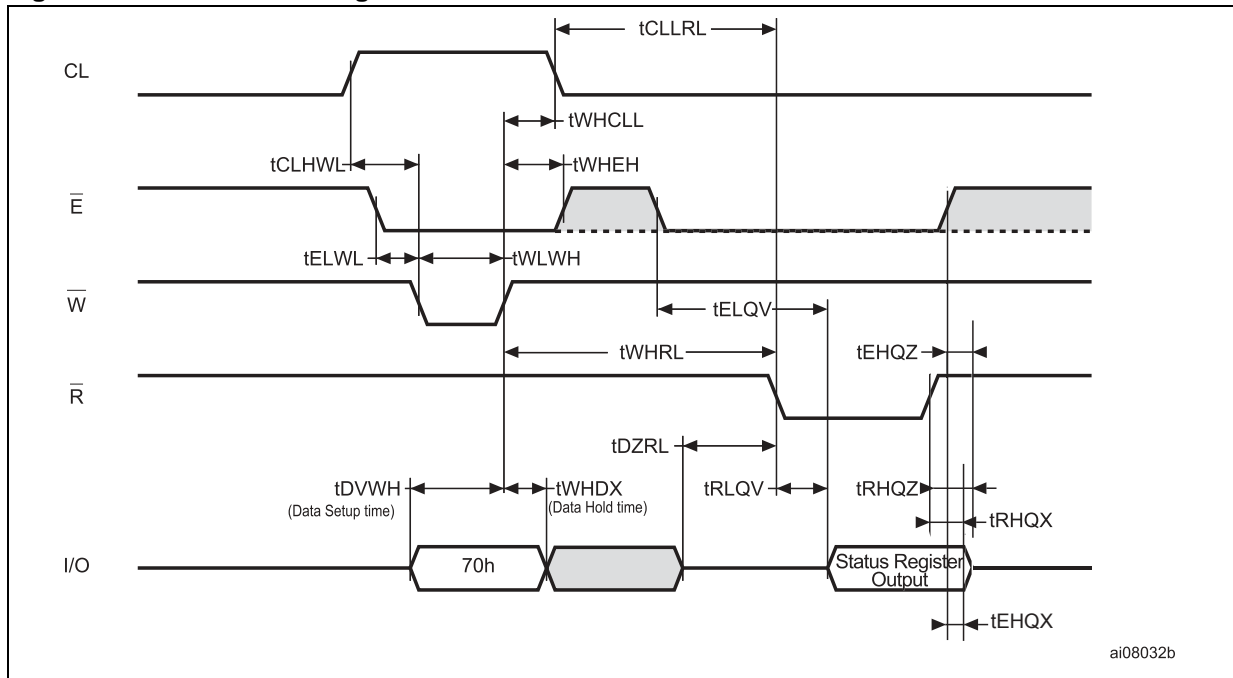 tCLLRL
CL
tWHCLL
tCLHWL
tWHEH
E
tELWL
tWLWH
W
tELQV
tWHRL
tEHQZ
R
tDZRL
tDVWH
(Data Setup time)
tWHDX
(Data Hold time)
tRLQV
tRHQZ
tRHQX
I/O
70h
Status Register
Output
tEHQX
ai08032b